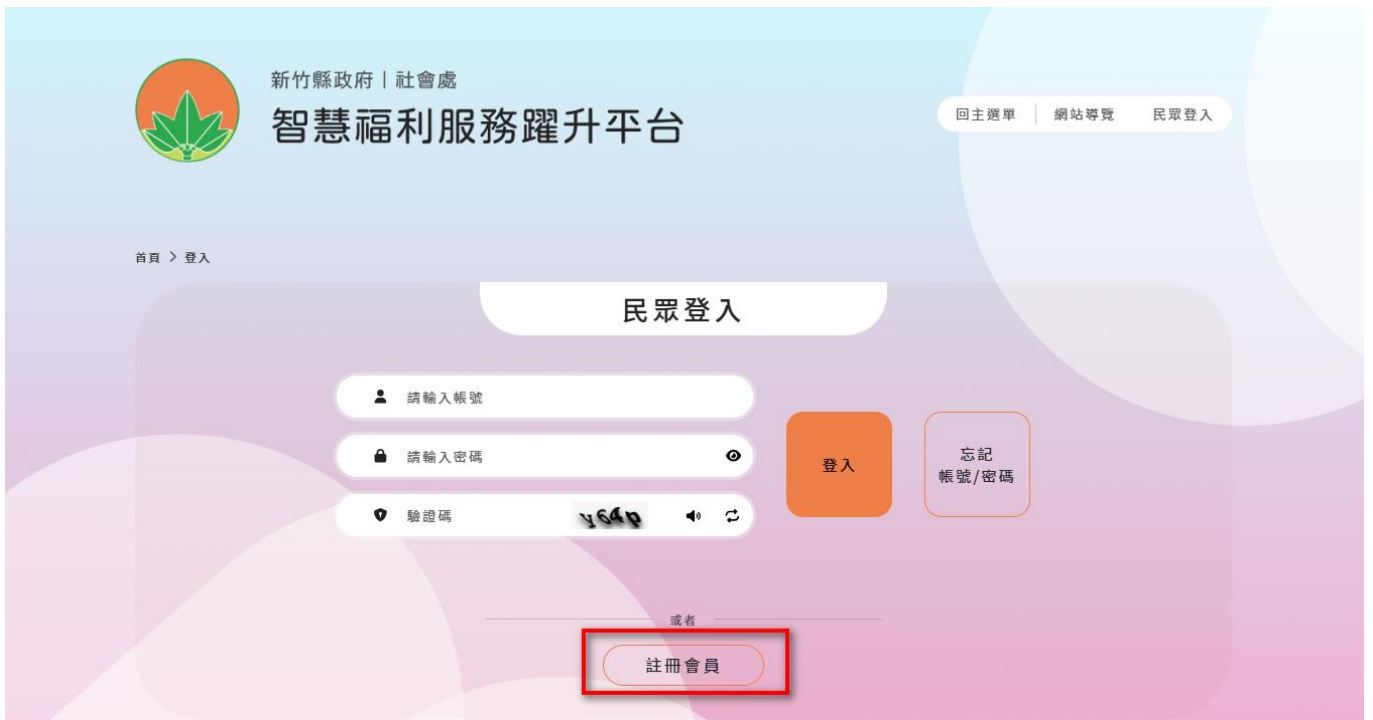 新竹縣政府|社會處
智慧福利服務躍升平台
回主選單 網站導覽 民眾登入
首頁 > 登入
民眾登入
請輸入帳號
請輸入密碼
驗證碼 y64p
登入
忘記
帳號/密碼
或者
註冊會員